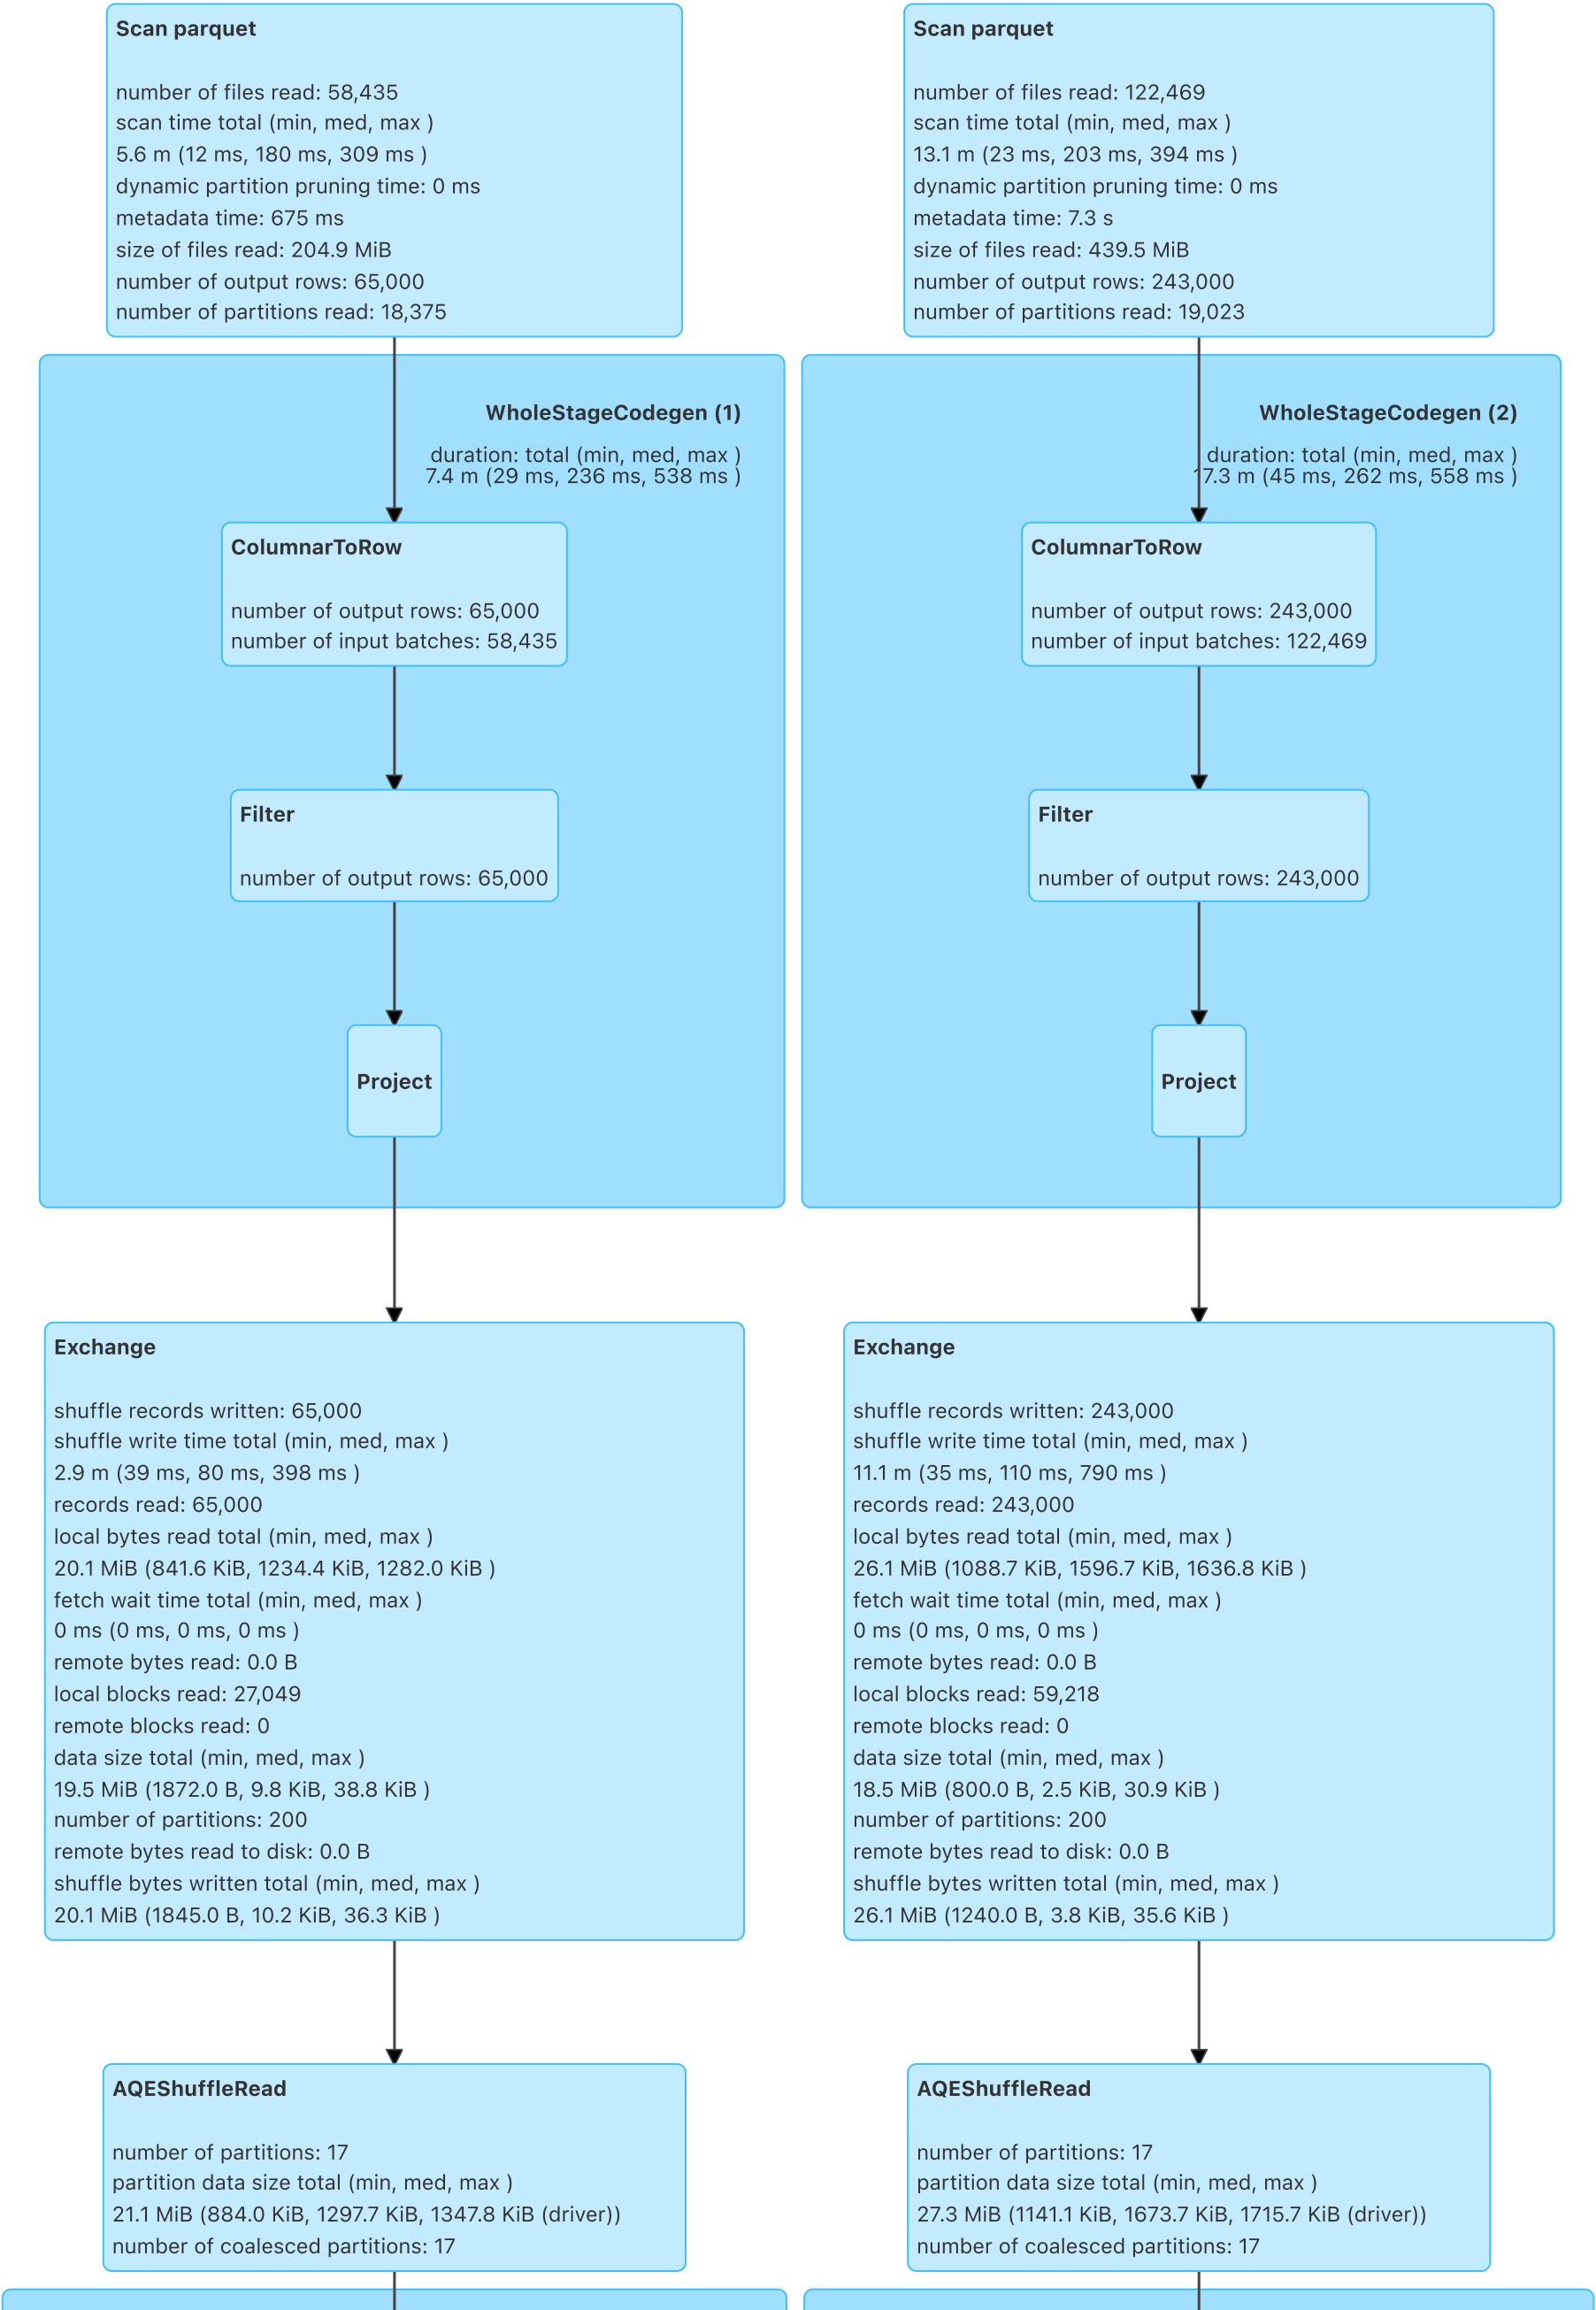 Scan parquet
number of files read: 58,435
scan time total (min, med, max )
5.6 m (12 ms, 180 ms, 309 ms )
dynamic partition pruning time: 0 ms
metadata time: 675 ms
size of files read: 204.9 MiB
number of output rows: 65,000
number of partitions read: 18,375
WholeStageCodegen (1)
duration: total (min, med, max )
7.4 m (29 ms, 236 ms, 538 ms )
ColumnarToRow
number of output rows: 65,000
number of input batches: 58,435
Filter
number of output rows: 65,000
Project
Exchange
shuffle records written: 65,000
shuffle write time total (min, med, max )
2.9 m (39 ms, 80 ms, 398 ms )
records read: 65,000
local bytes read total (min, med, max )
20.1 MiB (841.6 KiB, 1234.4 KiB, 1282.0 KiB )
fetch wait time total (min, med, max )
0 ms (0 ms, 0 ms, 0 ms )
remote bytes read: 0.0 B
local blocks read: 27,049
remote blocks read: 0
data size total (min, med, max )
19.5 MiB (1872.0 B, 9.8 KiB, 38.8 KiB )
number of partitions: 200
remote bytes read to disk: 0.0 B
shuffle bytes written total (min, med, max )
20.1 MiB (1845.0 B, 10.2 KiB, 36.3 KiB )
AQEShuffleRead
number of partitions: 17
partition data size total (min, med, max )
21.1 MiB (884.0 KiB, 1297.7 KiB, 1347.8 KiB (driver))
number of coalesced partitions: 17
Scan parquet
number of files read: 122,469
scan time total (min, med, max )
13.1 m (23 ms, 203 ms, 394 ms )
dynamic partition pruning time: 0 ms
metadata time: 7.3 s
size of files read: 439.5 MiB
number of output rows: 243,000
number of partitions read: 19,023
WholeStageCodegen (2)
duration: total (min, med, max )
17.3 m (45 ms, 262 ms, 558 ms )
ColumnarToRow
number of output rows: 243,000
number of input batches: 122,469
Filter
number of output rows: 243,000
Project
Exchange
shuffle records written: 243,000
shuffle write time total (min, med, max )
11.1 m (35 ms, 110 ms, 790 ms )
records read: 243,000
local bytes read total (min, med, max )
26.1 MiB (1088.7 KiB, 1596.7 KiB, 1636.8 KiB )
fetch wait time total (min, med, max )
0 ms (0 ms, 0 ms, 0 ms )
remote bytes read: 0.0 B
local blocks read: 59,218
remote blocks read: 0
data size total (min, med, max )
18.5 MiB (800.0 B, 2.5 KiB, 30.9 KiB )
number of partitions: 200
remote bytes read to disk: 0.0 B
shuffle bytes written total (min, med, max )
26.1 MiB (1240.0 B, 3.8 KiB, 35.6 KiB )
AQEShuffleRead
number of partitions: 17
partition data size total (min, med, max )
27.3 MiB (1141.1 KiB, 1673.7 KiB, 1715.7 KiB (driver))
number of coalesced partitions: 17